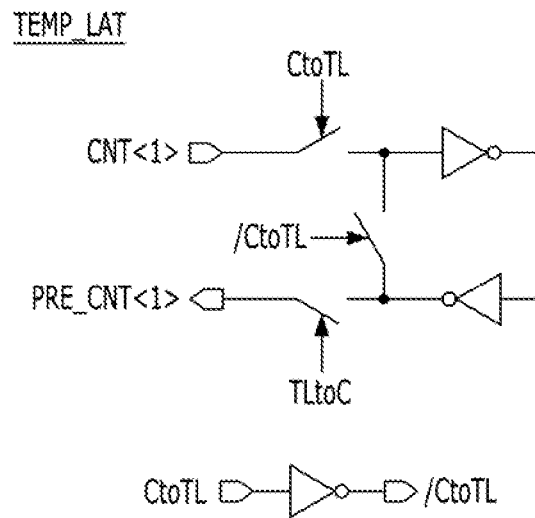 TEMP_LAT
CtoTL
CNT<1>
/CtoTL
PRE_CNT<1>
TLtoC
CtoTL
/CtoTL